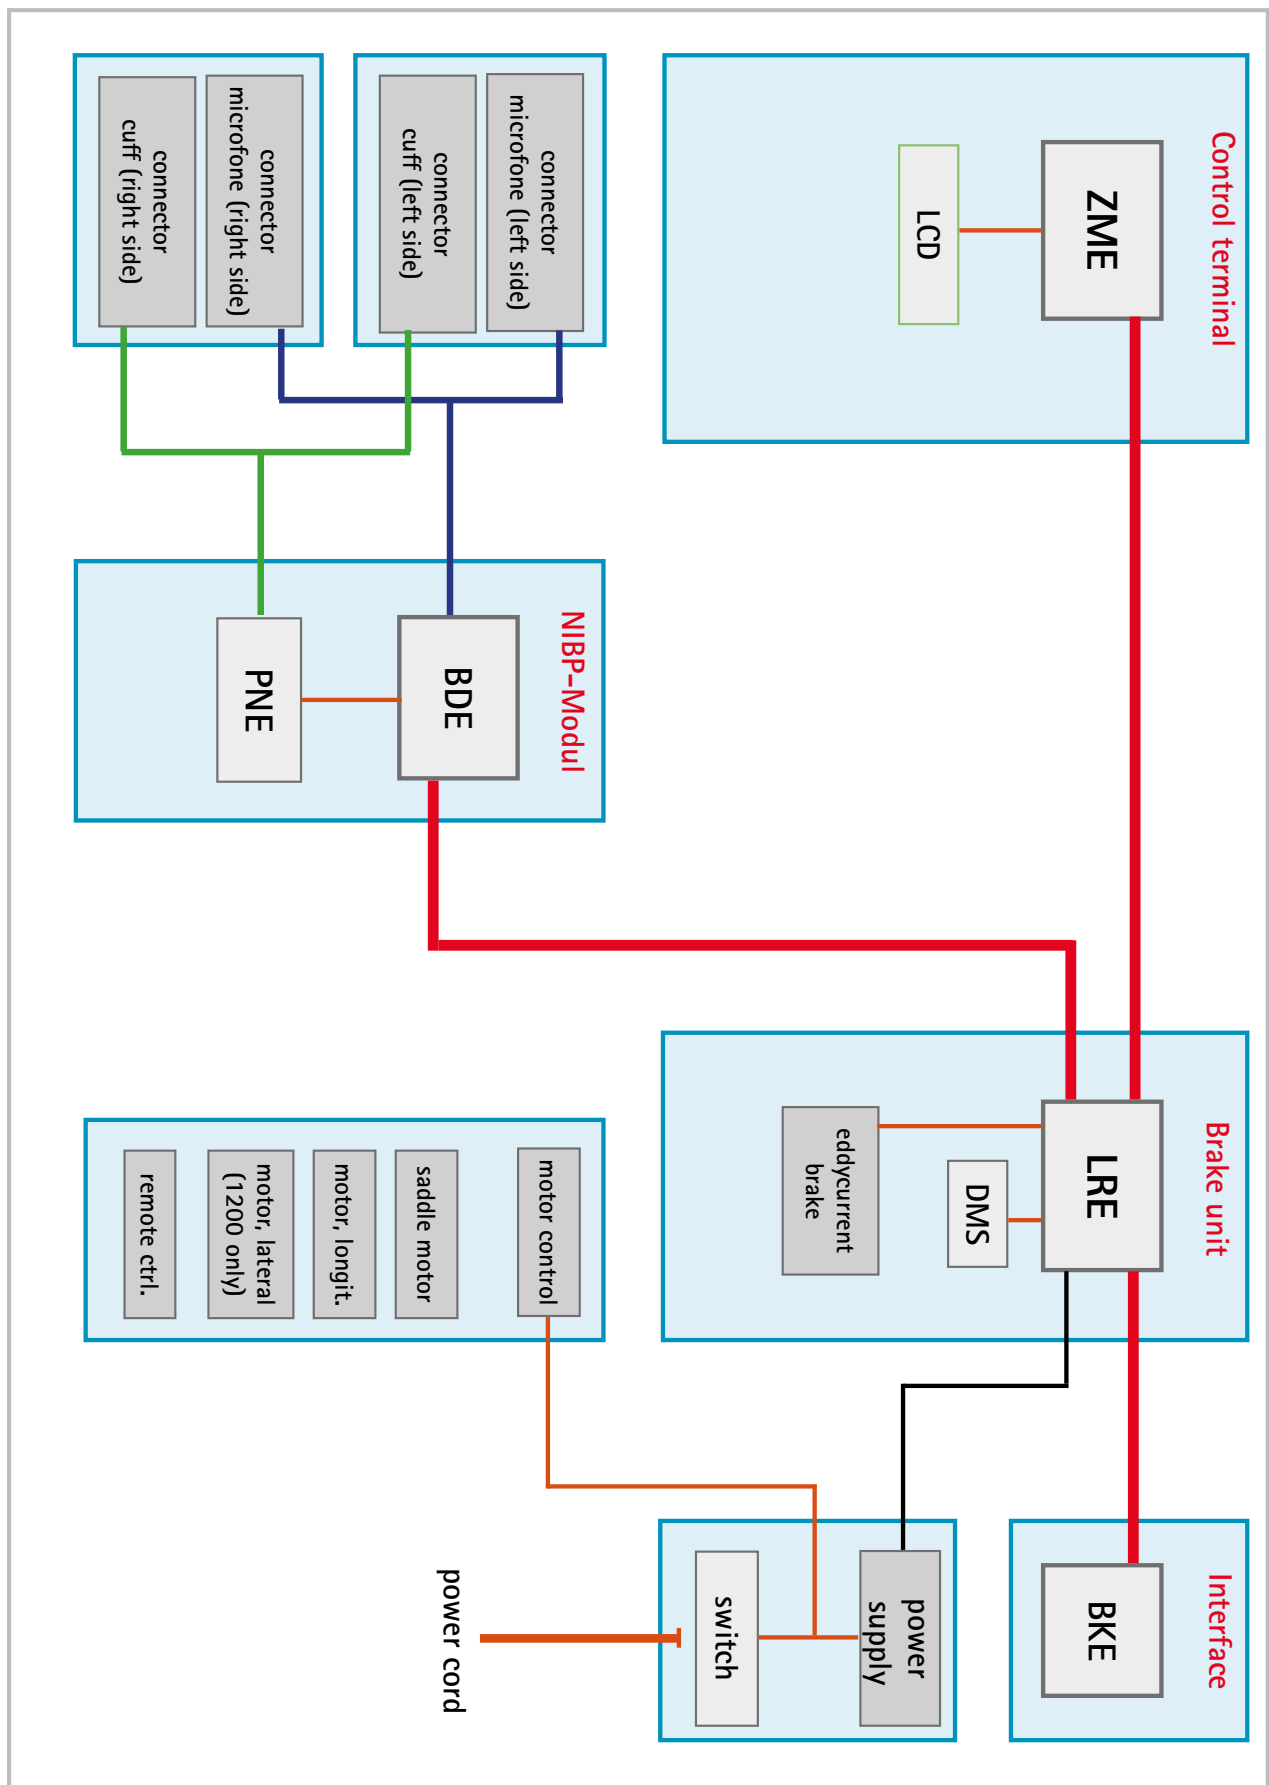 Control terminal
ZME
LCD
connector
microfone (left side)
connector
cuff (left side)
connector
microfone (right side)
connector
cuff (right side)
NIBP-Modul
BDE
PNE
Brake unit
LRE
DMS
eddycurrent
brake
motor control
saddle motor
motor, longit.
motor, lateral
(1200 only)
remote ctrl.
Interface
BKE
power
supply
switch
power cord